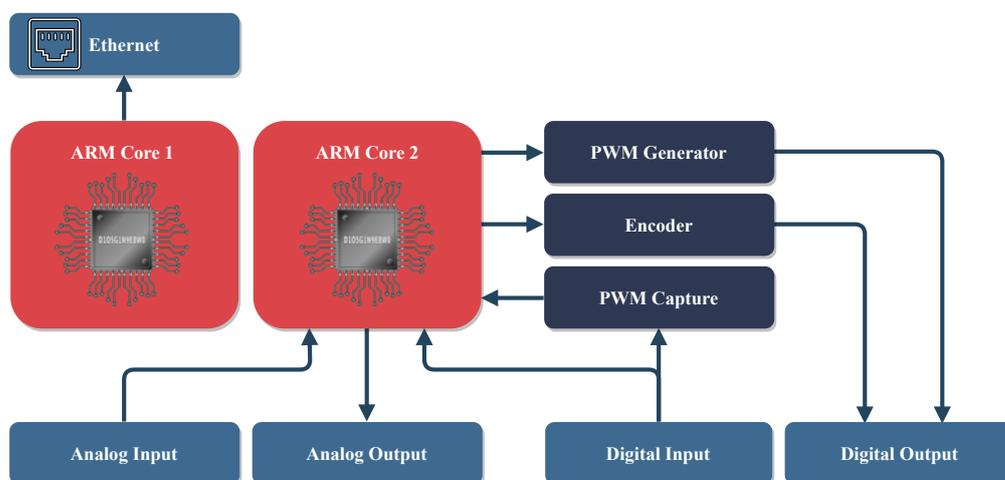 Ethernet
ARM Core 1
ARM Core 2
PWM Generator
Encoder
PWM Capture
Analog Input
Analog Output
Digital Input
Digital Output